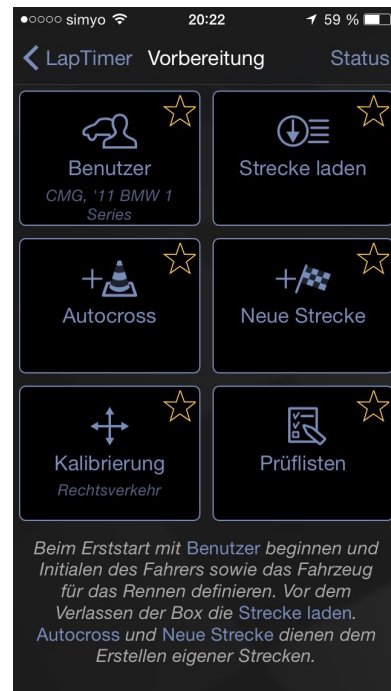 simyo 20:22 59 %
LapTimer Vorbereitung Status
Benutzer
CMG, '11 BMW 1
Series
Strecke laden
Autocross
Neue Strecke
Kalibrierung
Rechtsverkehr
Prüflisten
Beim Erststart mit Benutzer beginnen und
Initialen des Fahrers sowie das Fahrzeug
für das Rennen definieren. Vor dem
Verlassen der Box die Strecke laden.
Autocross und Neue Strecke dienen dem
Erstellen eigener Strecken.